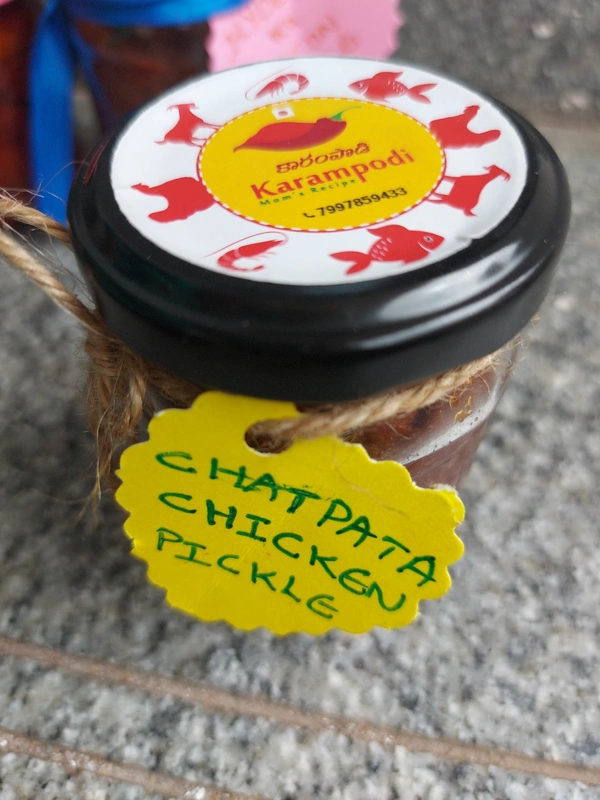 కారంపొడి
Karampodi
Mom's Recipe
7997859433
CHATPATA
CHICKEN
PICKLE